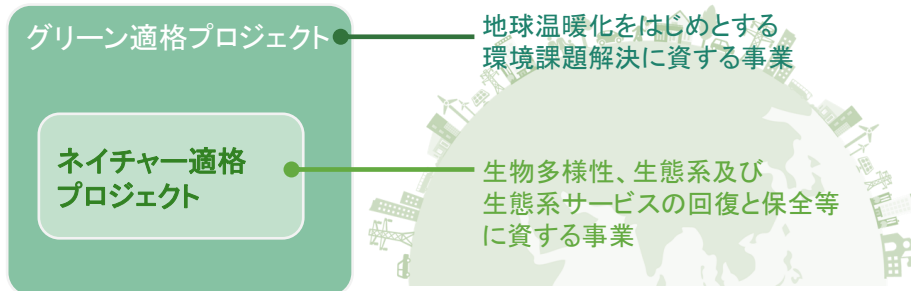 グリーン適格プロジェクト
地球温暖化をはじめとする
環境課題解決に資する事業
ネイチャー適格
プロジェクト
生物多様性、生態系及び
生態系サービスの回復と保全等
に資する事業